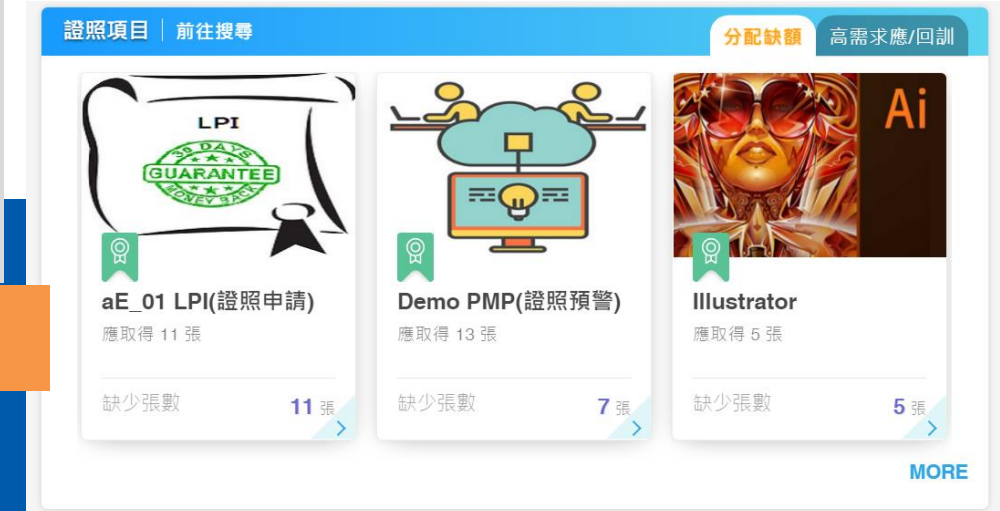 證照項目 前往搜尋
分配缺額 高需求應/回訓
LPI
30 DAYS
GUARANTEE
MONEY BACK
Ai
aE_01 LPI(證照申請)
應取得 11 張
缺少張數 11 張
Demo PMP(證照預警)
應取得 13 張
缺少張數 7 張
Illustrator
應取得 5 張
缺少張數 5 張
MORE